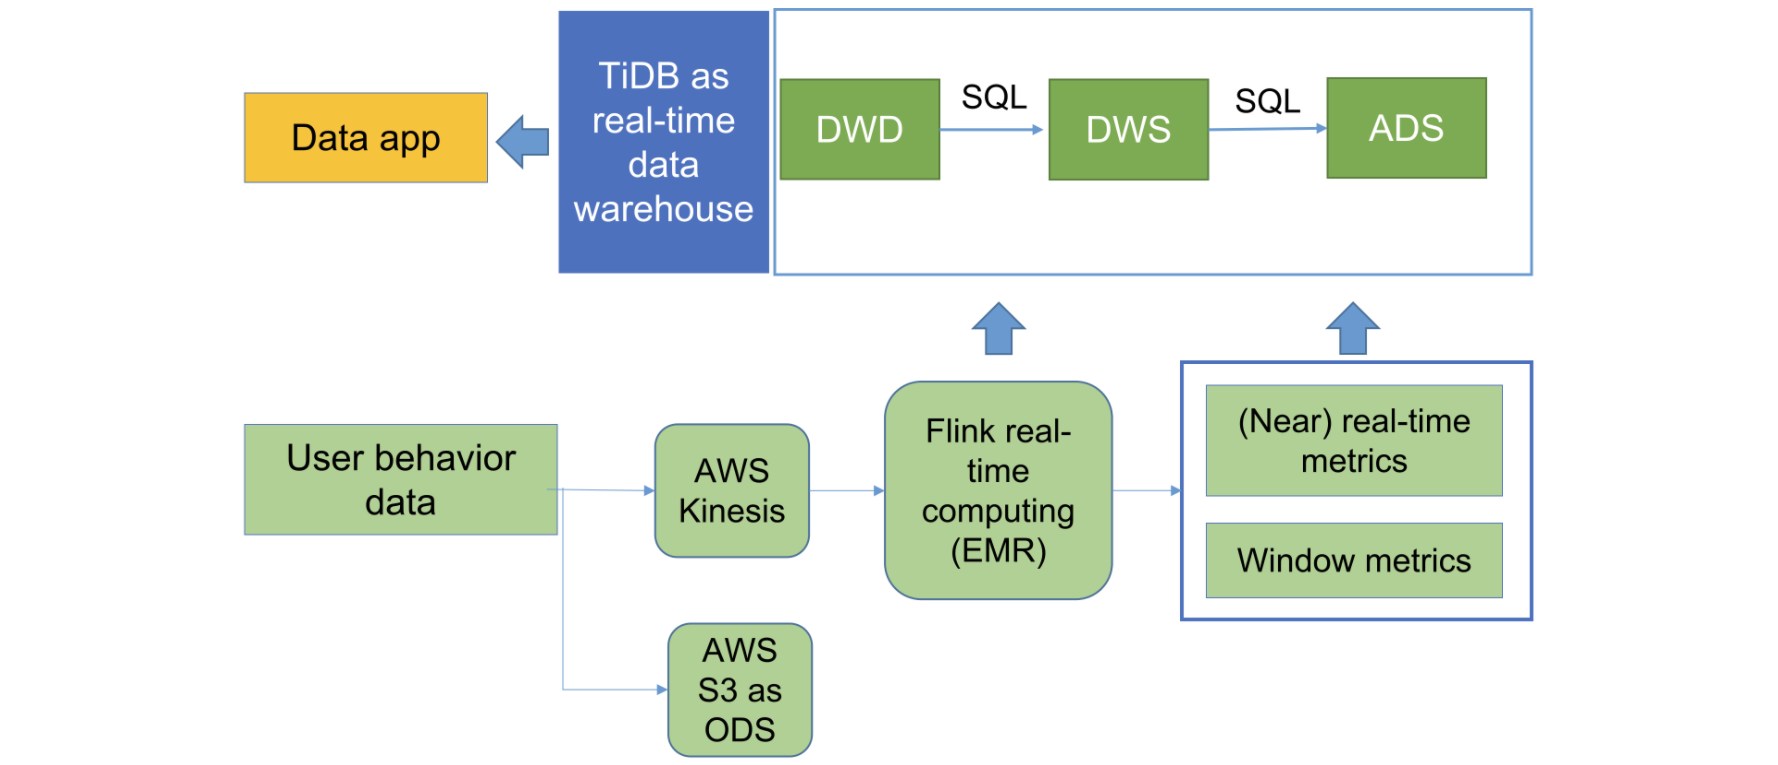 TiDB as
real-time
data
warehouse
Data app
DWD
SQL
DWS
SQL
ADS
User behavior
data
AWS
Kinesis
Flink real-
time
computing
(EMR)
(Near) real-time
metrics
Window metrics
AWS
S3 as
ODS